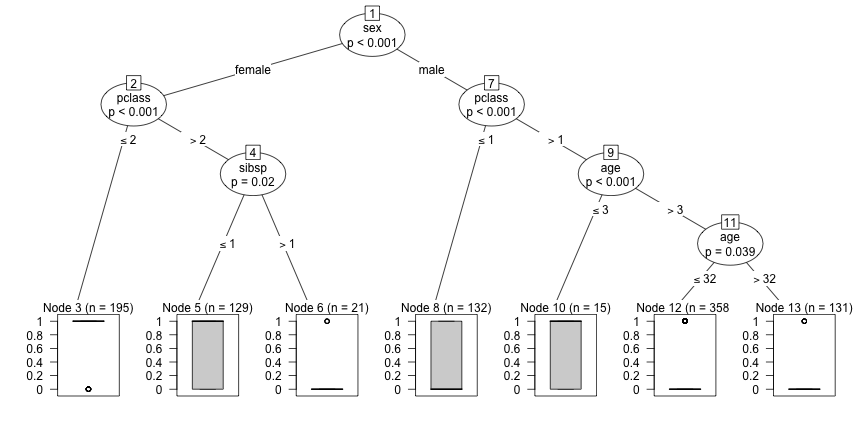 1
sex
p < 0.001
female
male
2
pclass
p < 0.001
7
pclass
p < 0.001
≤ 2
> 2
≤ 1
> 1
4
sibsp
p = 0.02
9
age
p < 0.001
≤ 3
> 3
11
age
p = 0.039
≤ 1
> 1
≤ 32
> 32
Node 3 (n = 195)
1
0.8
0.6
0.4
0.2
0
Node 5 (n = 129)
1
0.8
0.6
0.4
0.2
0
Node 6 (n = 21)
1
0.8
0.6
0.4
0.2
0
Node 8 (n = 132)
1
0.8
0.6
0.4
0.2
0
Node 10 (n = 15)
1
0.8
0.6
0.4
0.2
0
Node 12 (n = 358
1
0.8
0.6
0.4
0.2
0
Node 13 (n = 131)
1
0.8
0.6
0.4
0.2
0